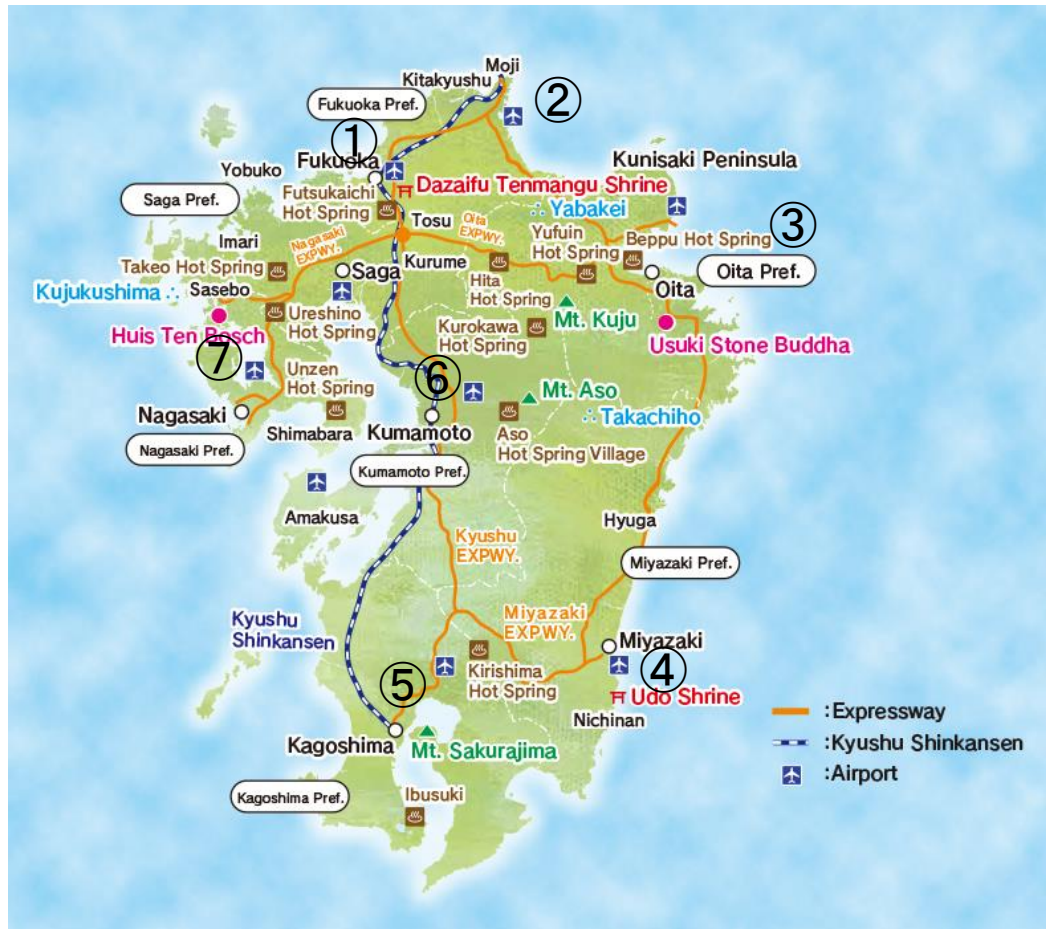 Moji
Kitakyushu
②
Fukuoka Pref.
①
Fukuoka
Kunisaki Peninsula
Yobuko
Dazaifu Tenmangu Shrine
Futsukaichi
Hot Spring
Saga Pref.
Yabakei
Tosu
Oita
EXPWY.
Yufuin
Hot Spring
Beppu Hot Spring
③
Imari
Nagasaki
EXPWY.
Takeo Hot Spring
Kurume
Saga
Hita
Hot Spring
Oita Pref.
Oita
Kujukushima
Sasebo
Ureshino
Hot Spring
Mt. Kuju
Huis Ten Bosch
Kurokawa
Hot Spring
Usuki Stone Buddha
⑦
Unzen
Hot Spring
⑥
Mt. Aso
Nagasaki
Shimabara
Kumamoto
Aso
Hot Spring Village
Takachiho
Nagasaki Pref.
Kumamoto Pref.
Amakusa
Hyuga
Kyushu
EXPWY.
Miyazaki Pref.
Kyushu
Shinkansen
Miyazaki
EXPWY.
Miyazaki
④
Kirishima
Hot Spring
⑤
Udo Shrine
Nichinan
Kagoshima
Mt. Sakurajima
Kagoshima Pref.
Ibusuki
:Expressway
:Kyushu Shinkansen
:Airport